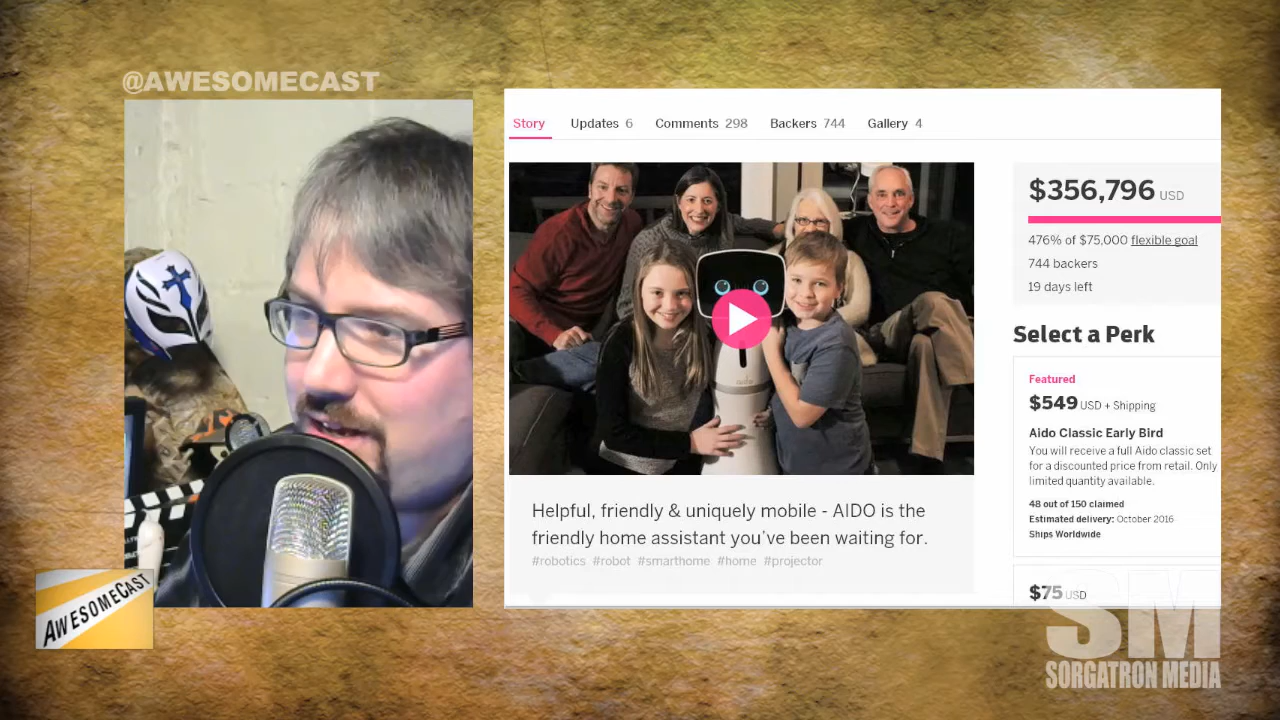 @AWESOMECAST
Story Updates 6 Comments 298 Backers 744 Gallery 4
$356,796 USD
476% of $75,000 flexible goal
744 backers
19 days left
Select a Perk
Featured
$549 USD + Shipping
Aido Classic Early Bird
You will receive a full Aido classic set
for a discounted price from retail. Only
limited quantity available.
48 out of 150 claimed
Estimated delivery: October 2016
Ships Worldwide
$75 USD
aido
Helpful, friendly & uniquely mobile - AIDO is the
friendly home assistant you've been waiting for.
#robotics #robot #smarthome #home #projector
AWESOMECAST
SM
SORGATRON MEDIA